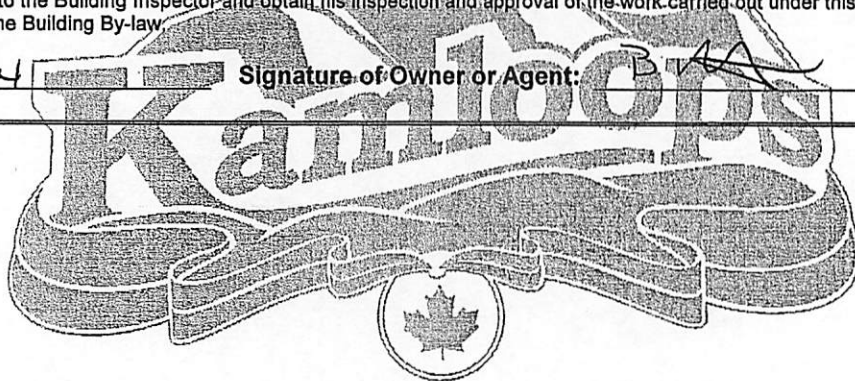 to the Building Inspector and obtain his inspection and approval of the work carried out under this
the Building By-law.
4 Signature of Owner or Agent:
Kamloops